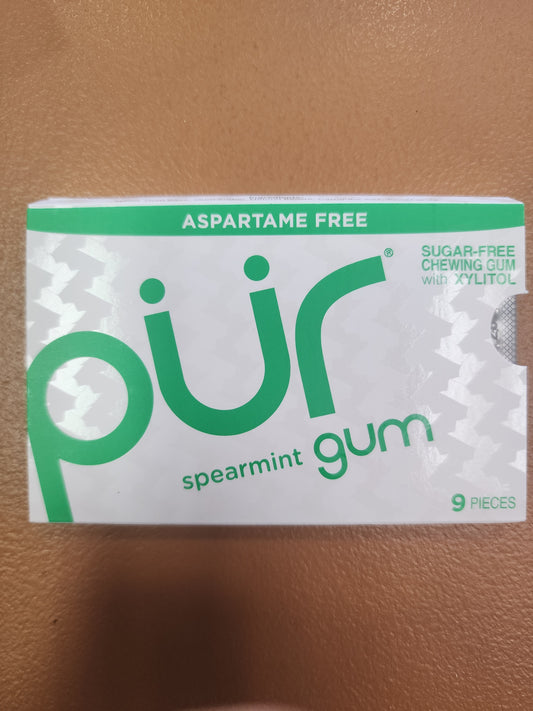 ASPARTAME FREE
pür®
SUGAR-FREE
CHEWING GUM
with XYLITOL
spearmint gum
9 PIECES